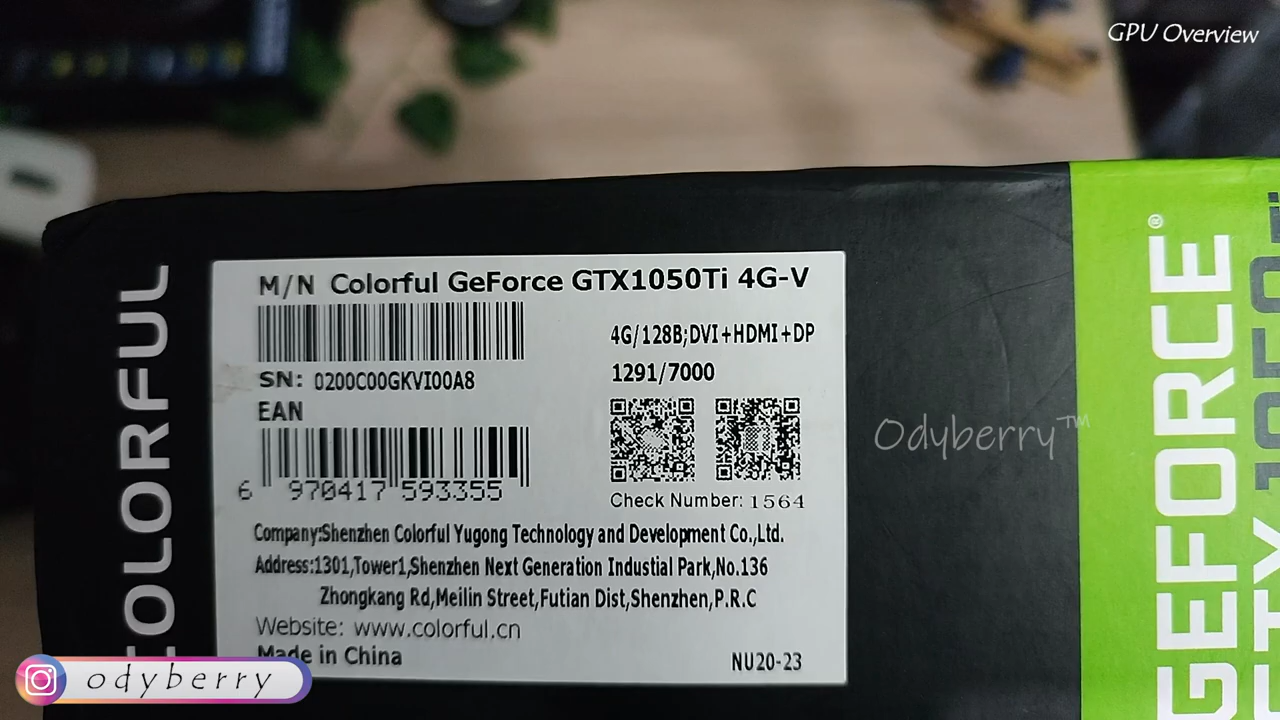 GPU Overview
COLORFUL
M/N Colorful GeForce GTX1050Ti 4G-V
4G/128B;DVI+HDMI+DP
1291/7000
SN: 0200C00GKVI00A8
EAN
6 970417 593355
Check Number: 1564
Company:Shenzhen Colorful Yugong Technology and Development Co.,Ltd.
Address:1301,Tower1,Shenzhen Next Generation Industial Park,No.136
Zhongkang Rd,Meilin Street,Futian Dist,Shenzhen,P.R.C
Website: www.colorful.cn
Made in China
NU20-23
Odyberry™
GEFORCE®
GTX 1050Ti
odyberry